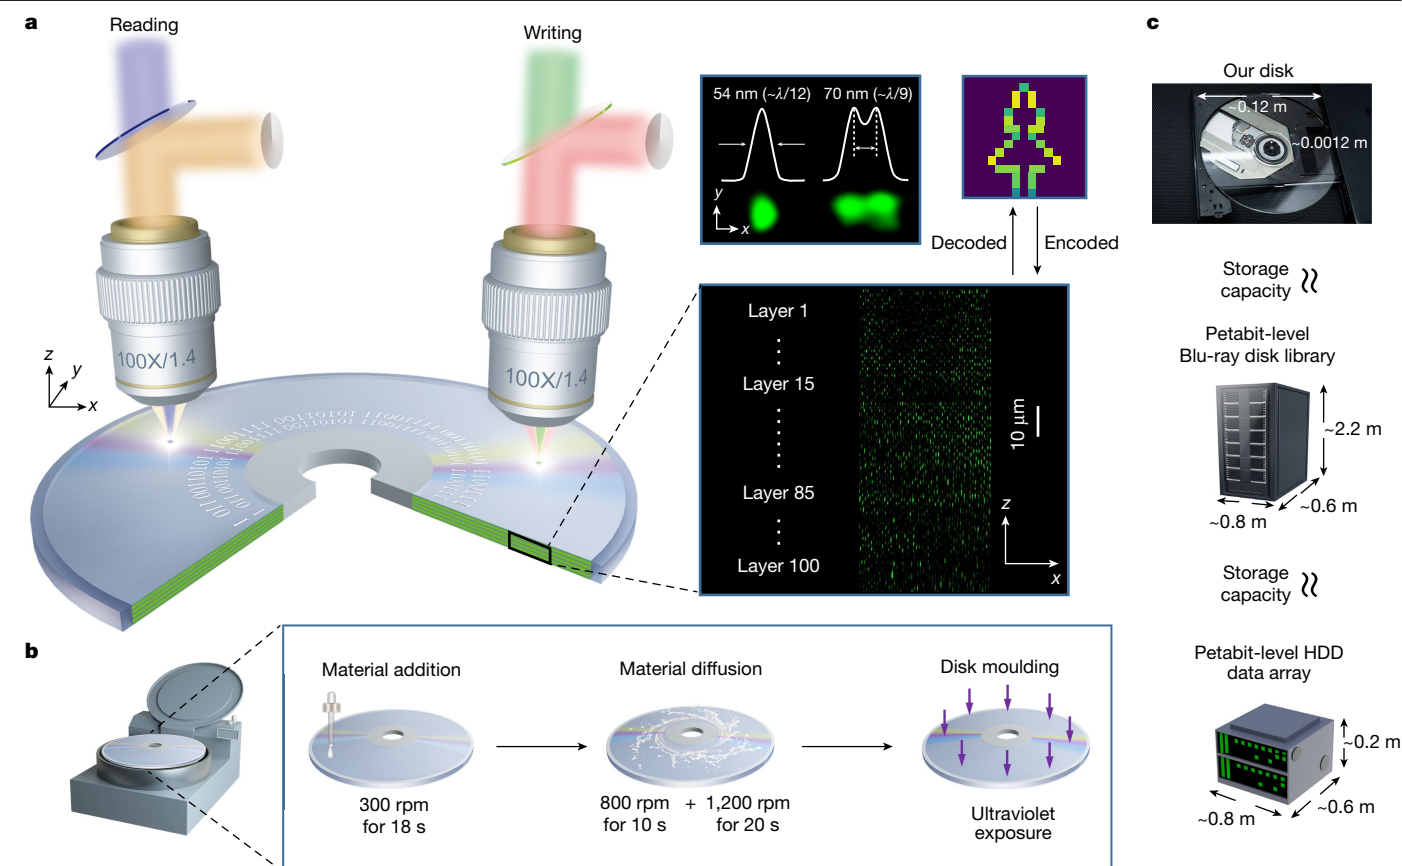 a
Reading
Writing
100X/1.4
100X/1.4
z
y
x
54 nm (~λ/12)
70 nm (~λ/9)
y
x
Decoded
Encoded
Layer 1
Layer 15
Layer 85
Layer 100
10 μm
z
x
b
Material addition
300 rpm
for 18 s
Material diffusion
800 rpm + 1,200 rpm
for 10 s for 20 s
Disk moulding
Ultraviolet
exposure
c
Our disk
~0.12 m
~0.0012 m
Storage
capacity
Petabit-level
Blu-ray disk library
~2.2 m
~0.6 m
~0.8 m
Storage
capacity
Petabit-level HDD
data array
~0.2 m
~0.6 m
~0.8 m